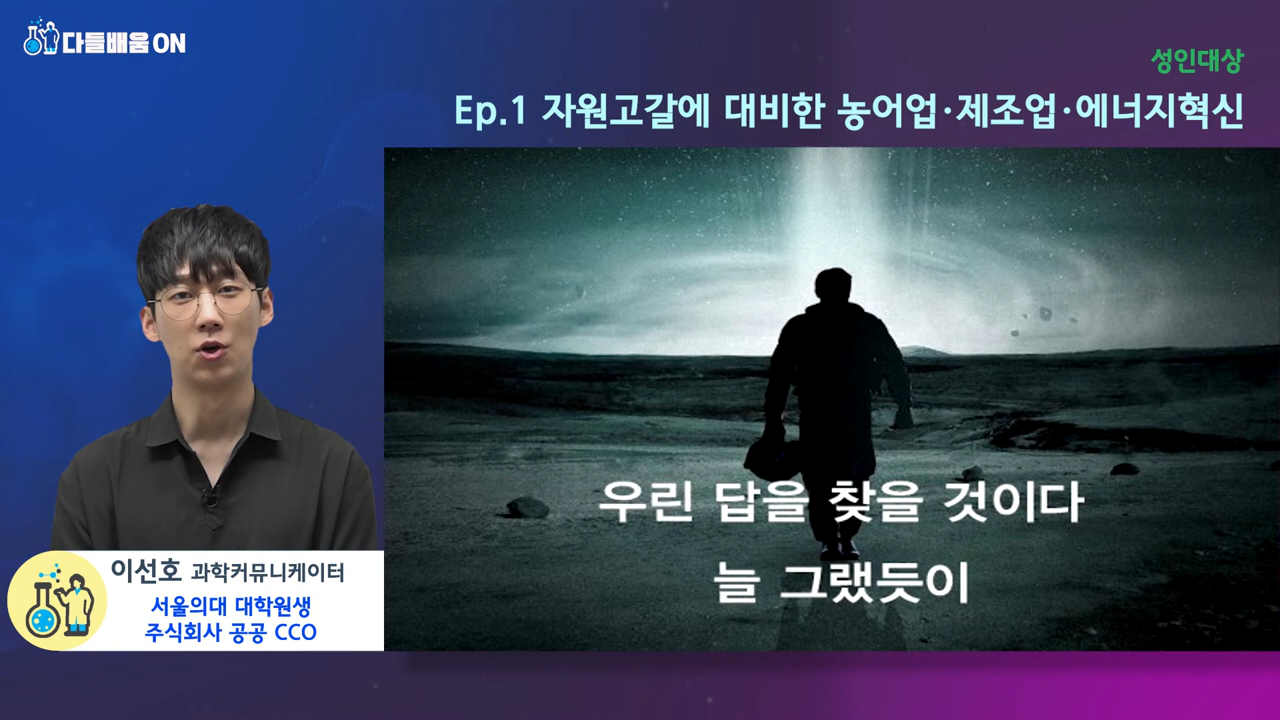 다들배움 ON
성인대상
Ep.1 자원고갈에 대비한 농어업·제조업·에너지혁신
우린 답을 찾을 것이다
늘 그랬듯이
이선호 과학커뮤니케이터
서울의대 대학원생
주식회사 공공 CCO